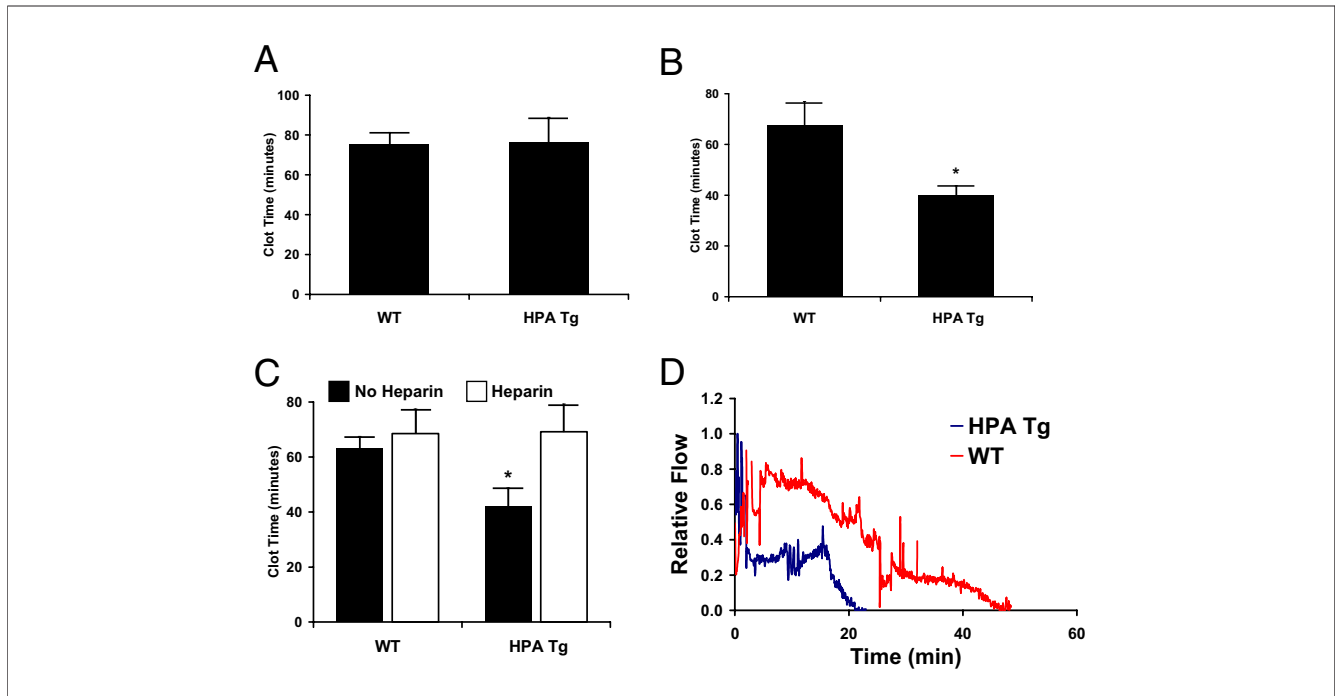 A
Clot Time (minutes)
100
80
60
40
20
0
WT
HPA Tg
B
Clot Time (minutes)
80
60
40
20
0
*
WT
HPA Tg
C
No Heparin
Heparin
Clot Time (minutes)
80
60
40
20
0
*
WT
HPA Tg
D
Relative Flow
1.2
1.0
0.8
0.6
0.4
0.2
0.0
HPA Tg
WT
0
20
40
60
Time (min)